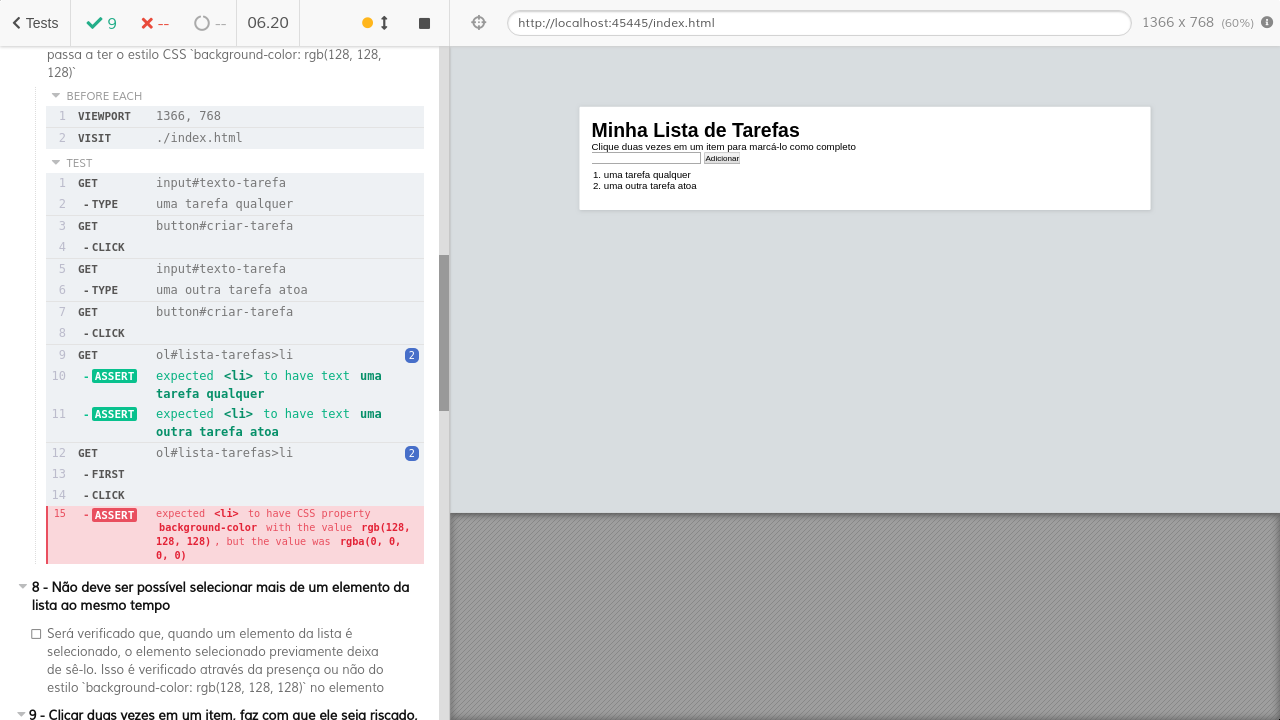 Tests 9 -- -- 06.20 http://localhost:45445/index.html 1366 x 768 (60%)
passa a ter o estilo CSS `background-color: rgb(128, 128,
128)`
BEFORE EACH
1 VIEWPORT 1366, 768
2 VISIT ./index.html
TEST
1 GET input#texto-tarefa
2 - TYPE uma tarefa qualquer
3 GET button#criar-tarefa
4 - CLICK
5 GET input#texto-tarefa
6 - TYPE uma outra tarefa atoa
7 GET button#criar-tarefa
8 - CLICK
9 GET ol#lista-tarefas>li 2
10 - ASSERT expected <li> to have text uma
tarefa qualquer
11 - ASSERT expected <li> to have text uma
outra tarefa atoa
12 GET ol#lista-tarefas>li 2
13 - FIRST
14 - CLICK
15 - ASSERT expected <li> to have CSS property
background-color with the value rgb(128,
128, 128) , but the value was rgba(0, 0,
0, 0)
8 - Não deve ser possível selecionar mais de um elemento da
lista ao mesmo tempo
Será verificado que, quando um elemento da lista é
selecionado, o elemento selecionado previamente deixa
de sê-lo. Isso é verificado através da presença ou não do
estilo `background-color: rgb(128, 128, 128)` no elemento
9 - Clicar duas vezes em um item, faz com que ele seja riscado,
Minha Lista de Tarefas
Clique duas vezes em um item para marcá-lo como completo
Adicionar
1. uma tarefa qualquer
2. uma outra tarefa atoa